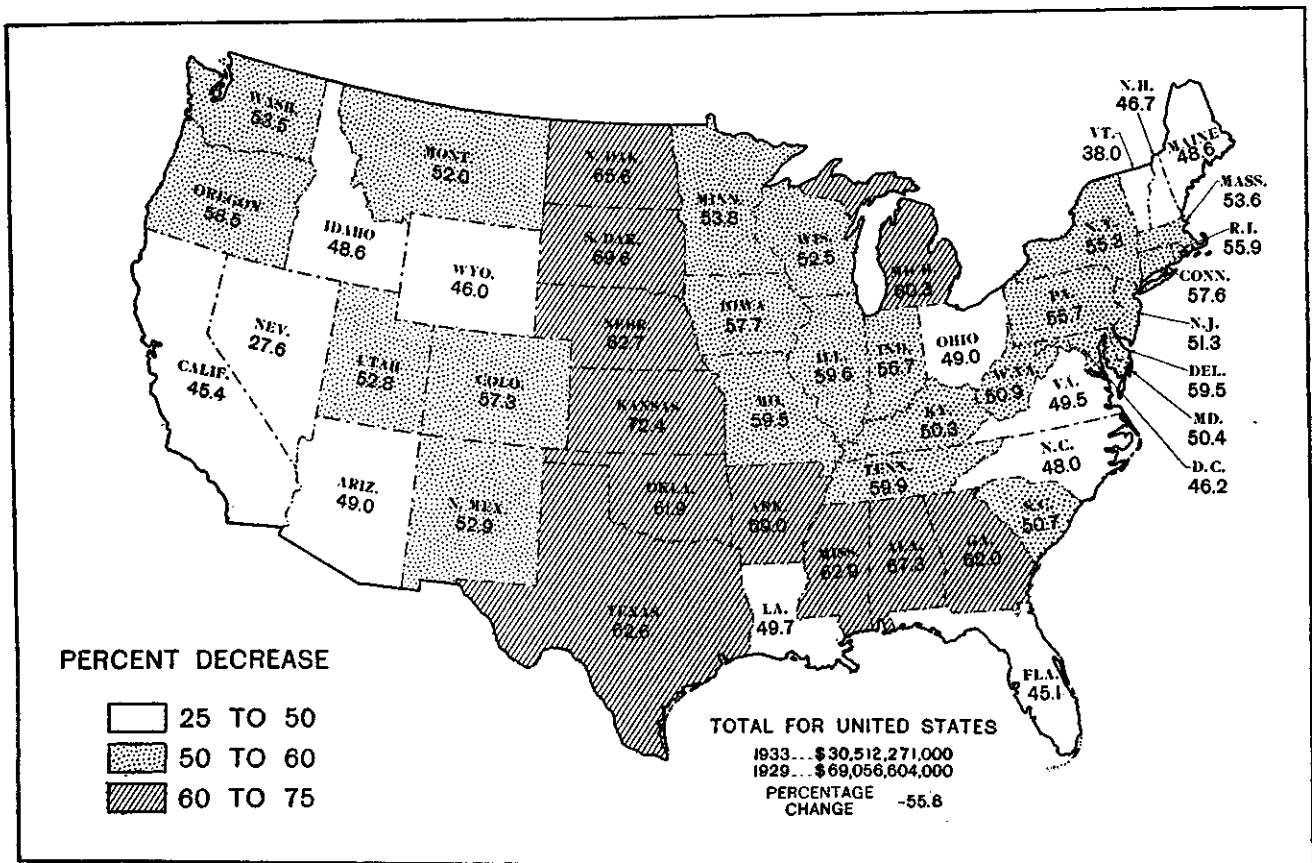 N.H.
46.7
VT.
38.0
MAINE
48.6
WASH.
53.5
MONT.
52.0
N. DAK.
65.6
MINN.
53.8
MASS.
53.6
OREGON
58.5
IDAHO
48.6
WYO.
46.0
S. DAK.
69.6
WIS.
52.5
MICH.
60.3
N.Y.
55.3
R.I.
55.9
CONN.
57.6
NEV.
27.6
UTAH
52.8
COLO.
57.3
NEBR.
62.7
IOWA
57.7
ILL.
59.6
IND.
56.7
OHIO
49.0
PA.
55.7
N.J.
51.3
CALIF.
45.4
KANSAS
72.4
MO.
59.5
KY.
50.3
W. VA.
50.9
VA.
49.5
DEL.
59.5
MD.
50.4
D.C.
46.2
ARIZ.
49.0
N. MEX.
52.9
OKLA.
61.9
ARK.
69.0
TENN.
59.9
N.C.
48.0
S.C.
50.7
TEXAS
62.6
LA.
49.7
MISS.
62.9
ALA.
67.3
GA.
62.0
FLA.
45.1
PERCENT DECREASE
25 TO 50
50 TO 60
60 TO 75
TOTAL FOR UNITED STATES
1933...$30,512,271,000
1929...$69,056,604,000
PERCENTAGE
CHANGE -55.8